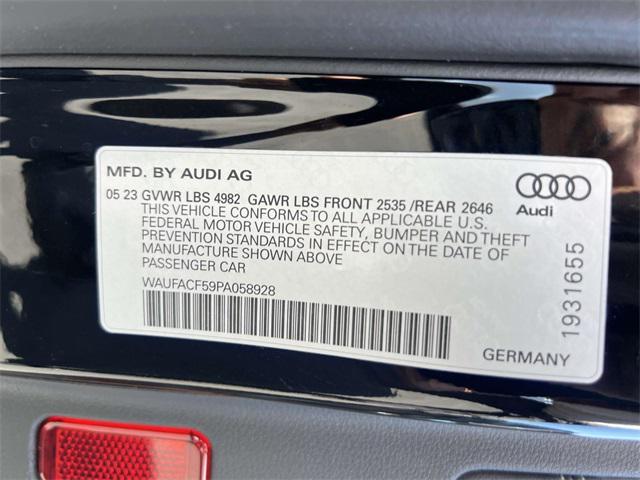 MFD. BY AUDI AG
05 23 GVWR LBS 4982 GAWR LBS FRONT 2535 /REAR 2646
THIS VEHICLE CONFORMS TO ALL APPLICABLE U.S.
FEDERAL MOTOR VEHICLE SAFETY, BUMPER AND THEFT
PREVENTION STANDARDS IN EFFECT ON THE DATE OF
MANUFACTURE SHOWN ABOVE
PASSENGER CAR
WAUFACF59PA058928
Audi
1931655
GERMANY